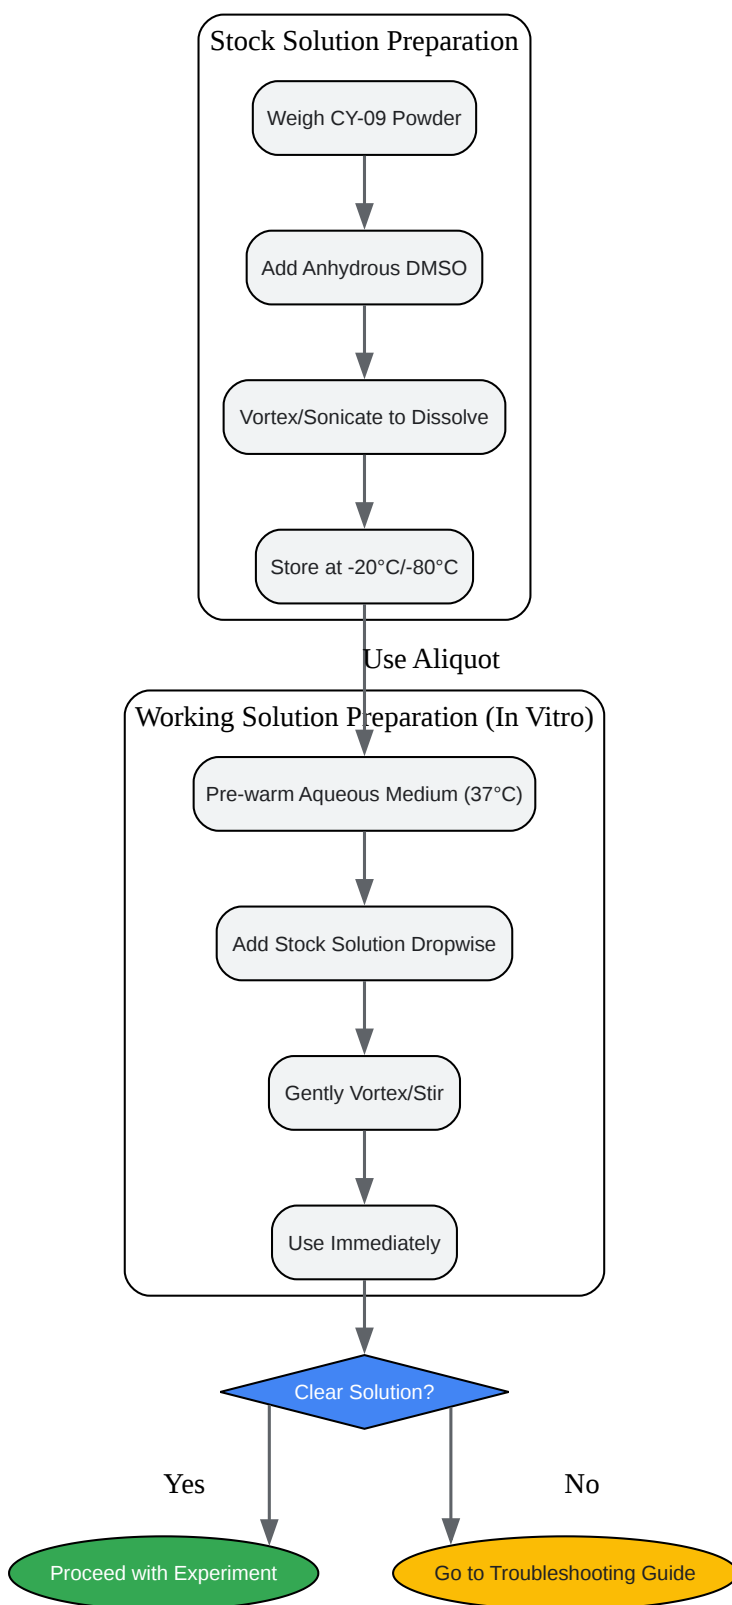 Stock Solution Preparation
Weigh CY-09 Powder
Add Anhydrous DMSO
Vortex/Sonicate to Dissolve
Store at -20°C/-80°C
Use Aliquot
Working Solution Preparation (In Vitro)
Pre-warm Aqueous Medium (37°C)
Add Stock Solution Dropwise
Gently Vortex/Stir
Use Immediately
Clear Solution?
Yes
No
Proceed with Experiment
Go to Troubleshooting Guide